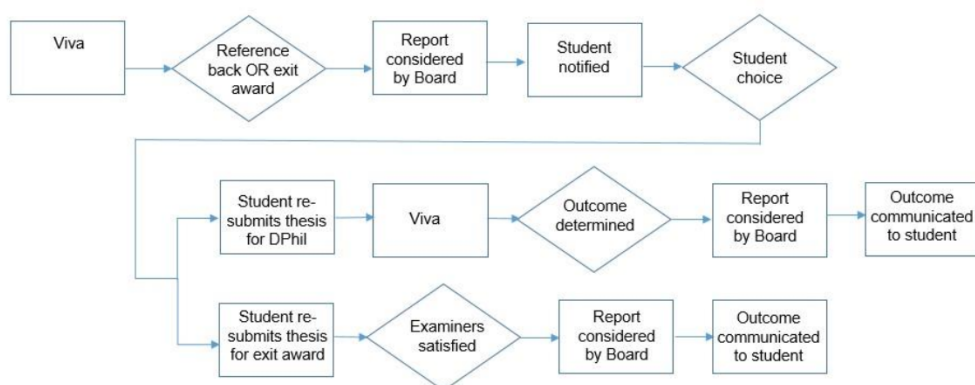 Viva
Reference
back OR exit
award
Report
considered
by Board
Student
notified
Student
choice
Student re-
submits thesis
for DPhil
Viva
Outcome
determined
Report
considered
by Board
Outcome
communicated
to student
Student re-
submits thesis
for exit award
Examiners
satisfied
Report
considered
by Board
Outcome
communicated
to student